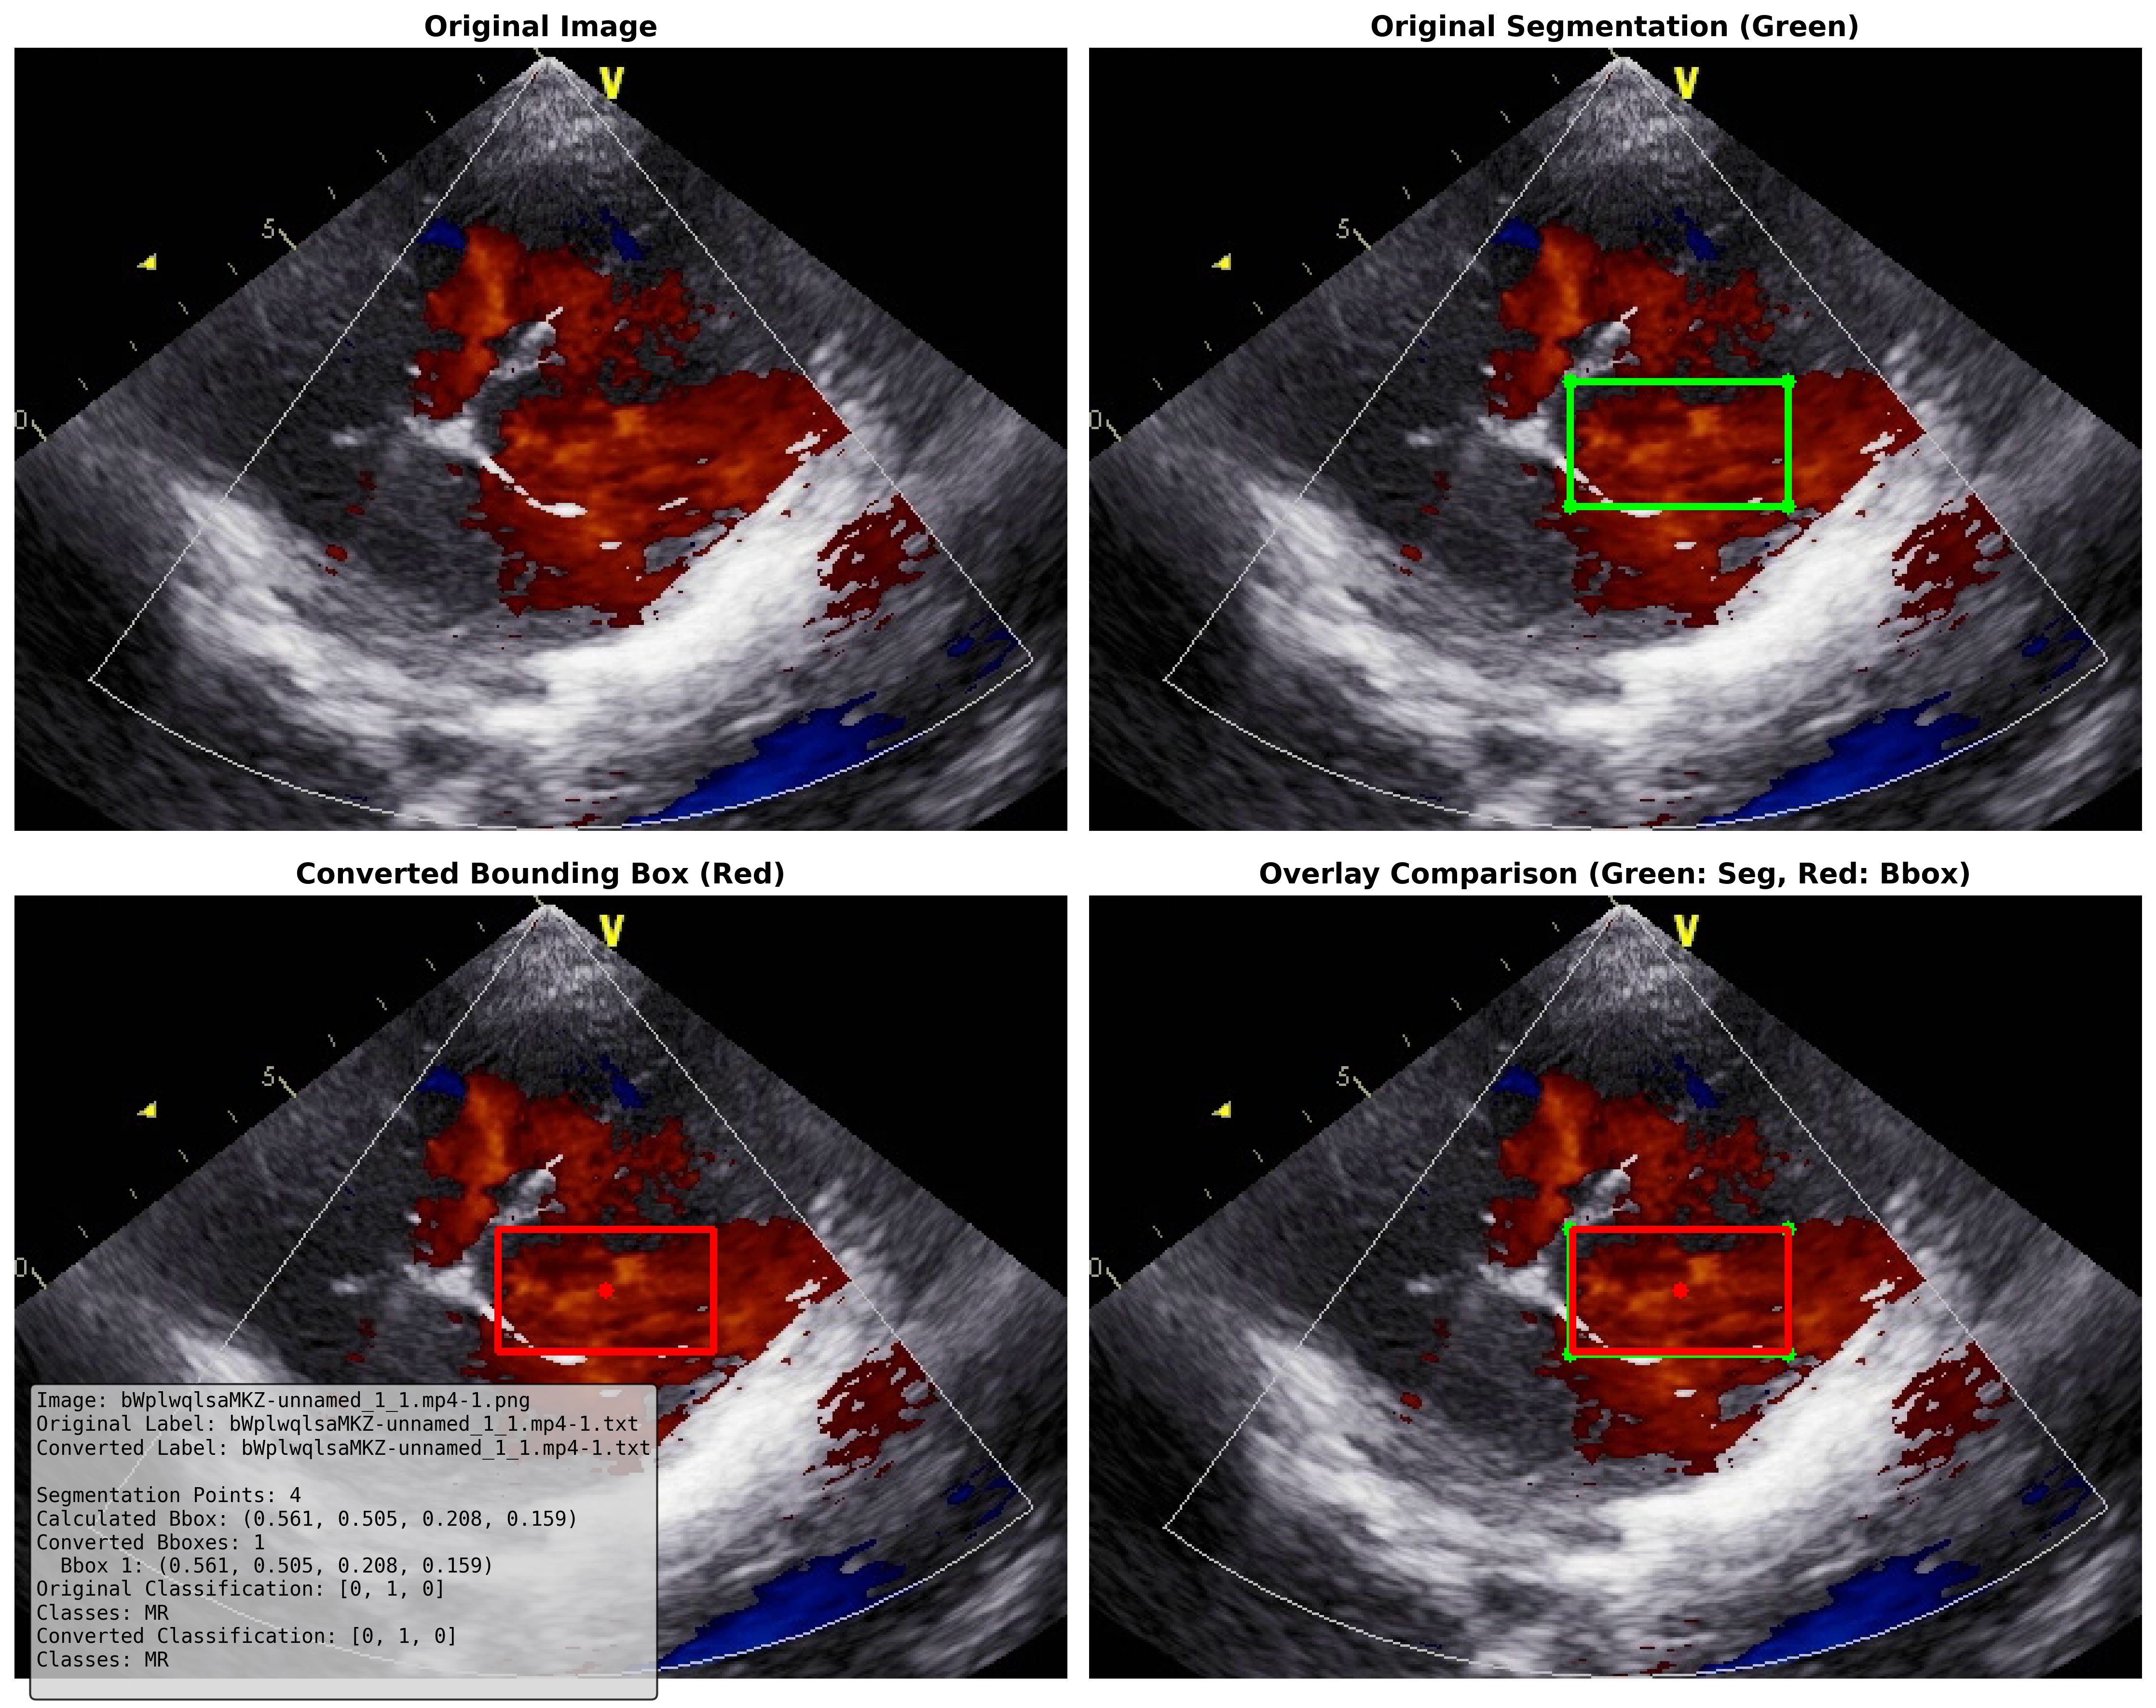 Original Image
Original Segmentation (Green)
V
5
0
V
5
0
Converted Bounding Box (Red)
Overlay Comparison (Green: Seg, Red: Bbox)
V
5
0
V
5
0
Image: bWplwqlsaMKZ-unnamed_1_1.mp4-1.png
Original Label: bWplwqlsaMKZ-unnamed_1_1.mp4-1.txt
Converted Label: bWplwqlsaMKZ-unnamed_1_1.mp4-1.txt
Segmentation Points: 4
Calculated Bbox: (0.561, 0.505, 0.208, 0.159)
Converted Bboxes: 1
Bbox 1: (0.561, 0.505, 0.208, 0.159)
Original Classification: [0, 1, 0]
Classes: MR
Converted Classification: [0, 1, 0]
Classes: MR